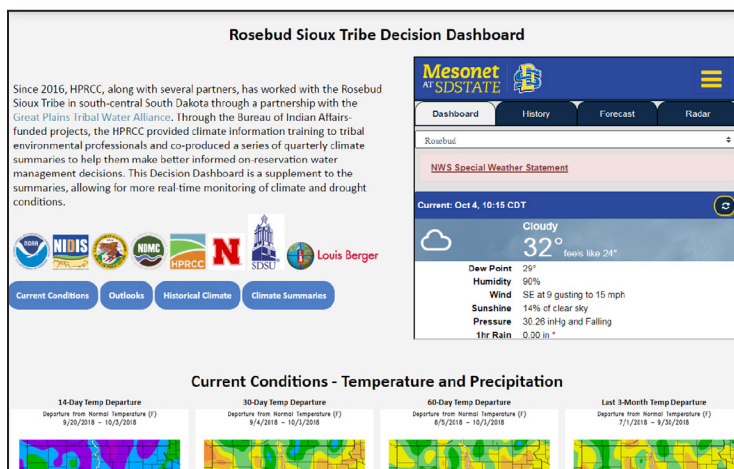 Rosebud Sioux Tribe Decision Dashboard
Since 2016, HPRCC, along with several partners, has worked with the Rosebud
Sioux Tribe in south-central South Dakota through a partnership with the
Great Plains Tribal Water Alliance. Through the Bureau of Indian Affairs-
funded projects, the HPRCC provided climate information training to tribal
environmental professionals and co-produced a series of quarterly climate
summaries to help them make better informed on-reservation water
management decisions. This Decision Dashboard is a supplement to the
summaries, allowing for more real-time monitoring of climate and drought
conditions.
NOAA
NIDIS
NDMC
HPRCC
N
SDSU
Louis Berger
Current Conditions
Outlooks
Historical Climate
Climate Summaries
Mesonet
AT SDSTATE
Dashboard
History
Forecast
Radar
Rosebud
NWS Special Weather Statement
Current: Oct 4, 10:15 CDT
Cloudy
32° feels like 24°
Dew Point 29°
Humidity 90%
Wind SE at 9 gusting to 15 mph
Sunshine 14% of clear sky
Pressure 30.26 inHg and Falling
1hr Rain 0.00 in *
Current Conditions - Temperature and Precipitation
14-Day Temp Departure
Departure from Normal Temperature (F)
9/20/2018 – 10/3/2018
30-Day Temp Departure
Departure from Normal Temperature (F)
9/4/2018 – 10/3/2018
60-Day Temp Departure
Departure from Normal Temperature (F)
8/5/2018 – 10/3/2018
Last 3-Month Temp Departure
Departure from Normal Temperature (F)
7/1/2018 – 9/30/2018